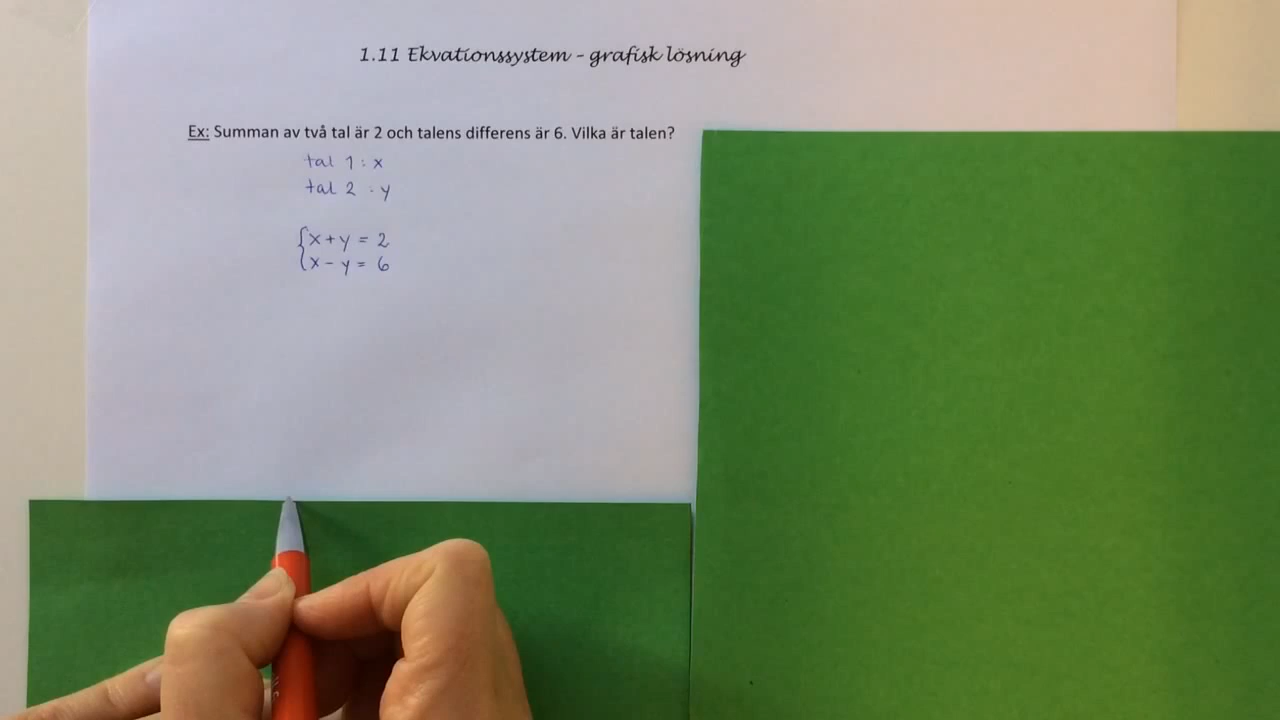 1.11 Ekvationssystem – grafisk lösning
Ex: Summan av två tal är 2 och talens differens är 6. Vilka är talen?
tal 1 : x
tal 2 : y
{x + y = 2
x - y = 6